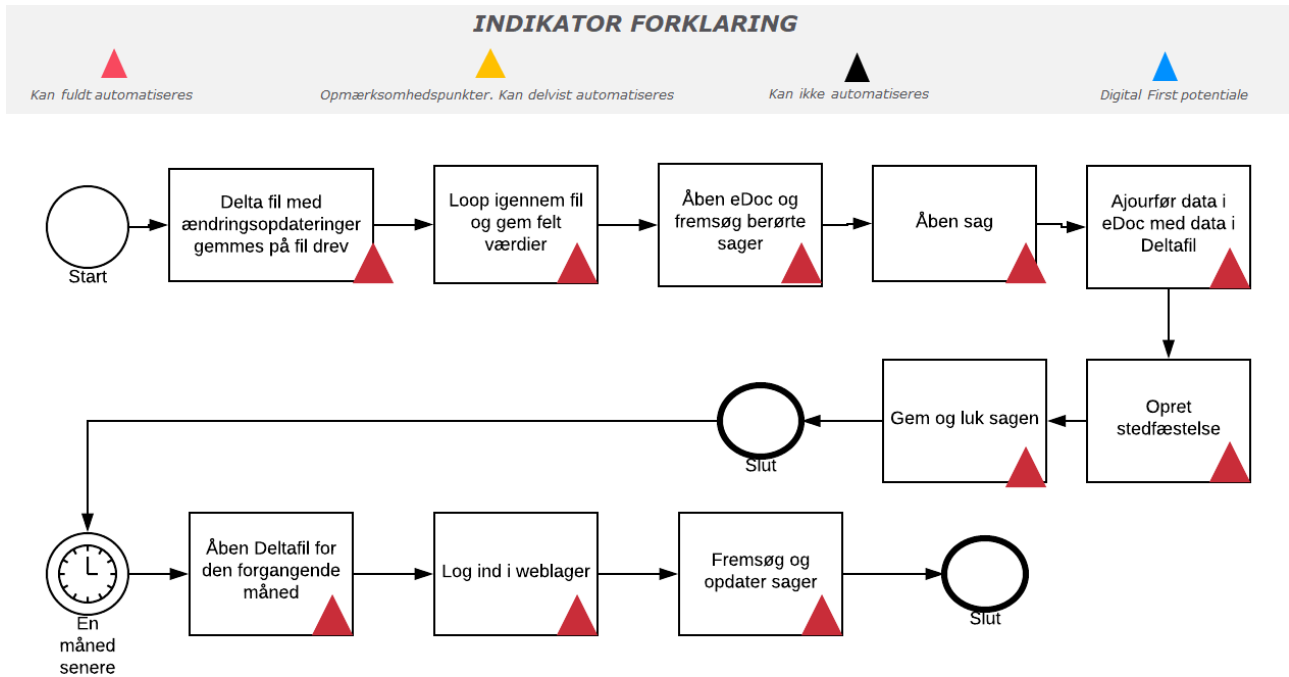 INDIKATOR FORKLARING
Kan fuldt automatiseres
Opmærksomhedspunkter. Kan delvist automatiseres
Kan ikke automatiseres
Digital First potentiale
Start
Delta fil med
ændringsopdateringer
gemmes på fil drev
Loop igennem fil
og gem felt
værdier
Åben eDoc og
fremsøg berørte
sager
Åben sag
Ajourfør data i
eDoc med data i
Deltafil
Opret
stedfæstelse
Gem og luk sagen
Slut
En
måned
senere
Åben Deltafil for
den forgangende
måned
Log ind i weblager
Fremsøg og
opdater sager
Slut